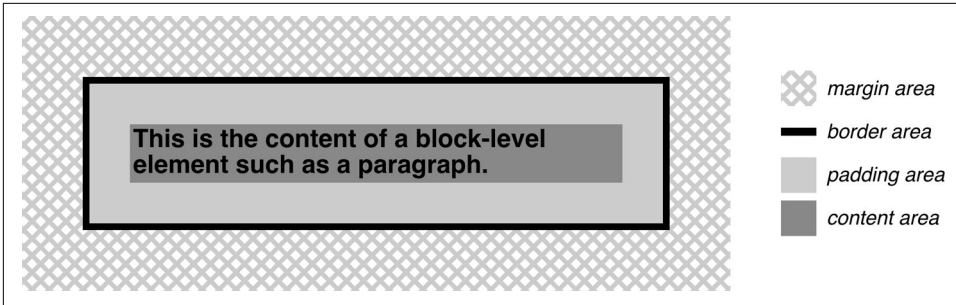 This is the content of a block-level
element such as a paragraph.
margin area
border area
padding area
content area